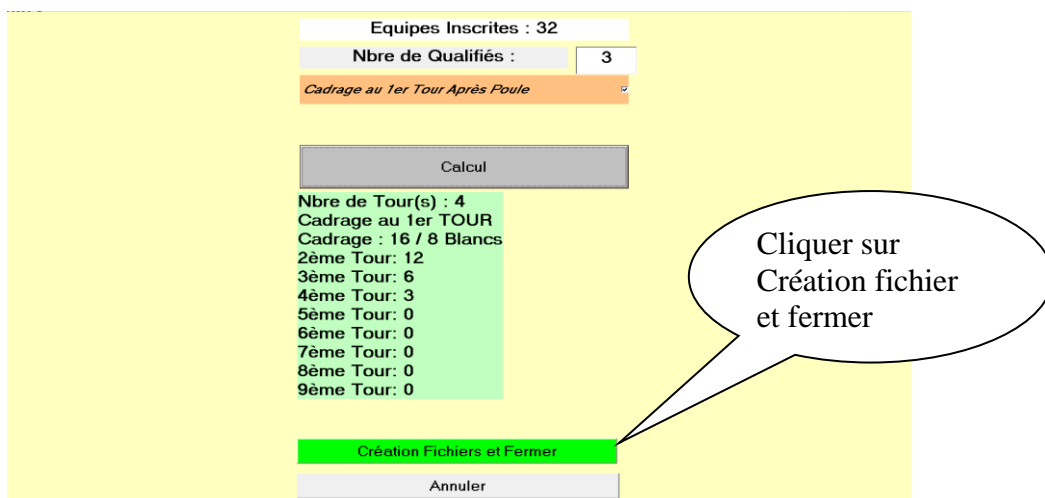 Equipes Inscrites : 32
Nbre de Qualifiés : 3
Cadrage au 1er Tour Après Poule
Calcul
Nbre de Tour(s) : 4
Cadrage au 1er TOUR
Cadrage : 16 / 8 Blancs
2ème Tour: 12
3ème Tour: 6
4ème Tour: 3
5ème Tour: 0
6ème Tour: 0
7ème Tour: 0
8ème Tour: 0
9ème Tour: 0
Cliquer sur
Création fichier
et fermer
Création Fichiers et Fermer
Annuler